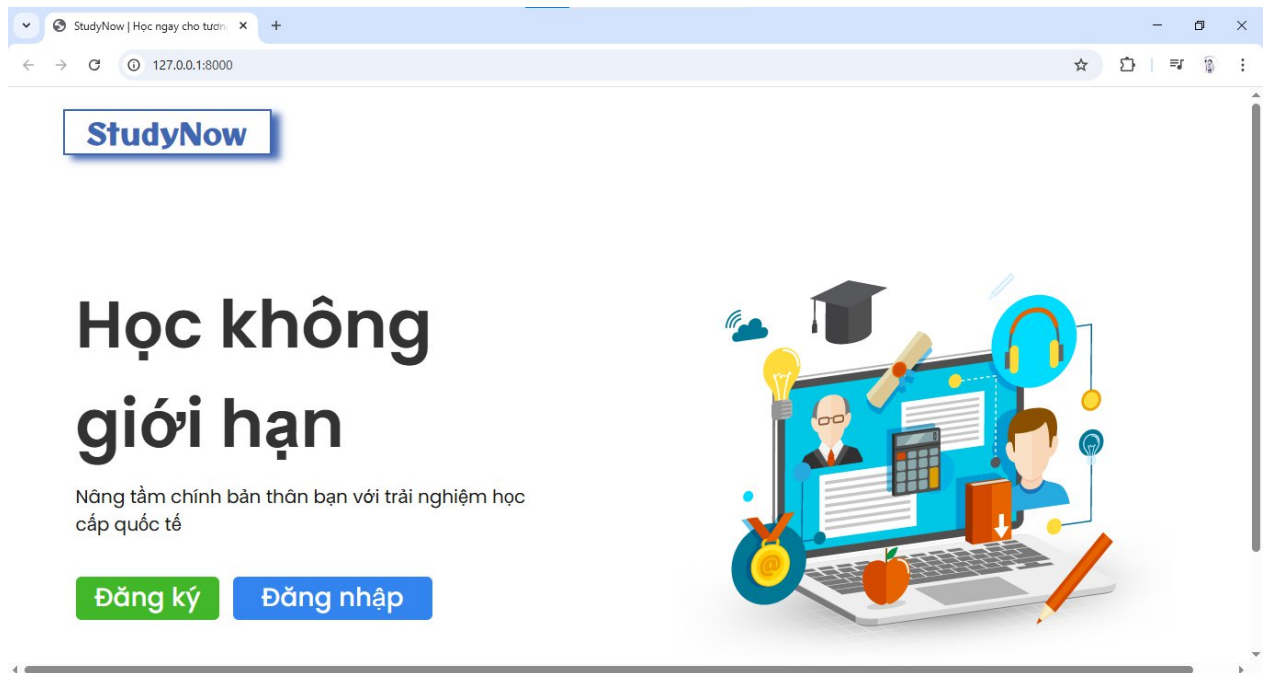 StudyNow | Học ngay cho tươn
127.0.0.1:8000
StudyNow
Học không
giới hạn
Nâng tầm chính bản thân bạn với trải nghiệm học
cấp quốc tế
Đăng ký Đăng nhập